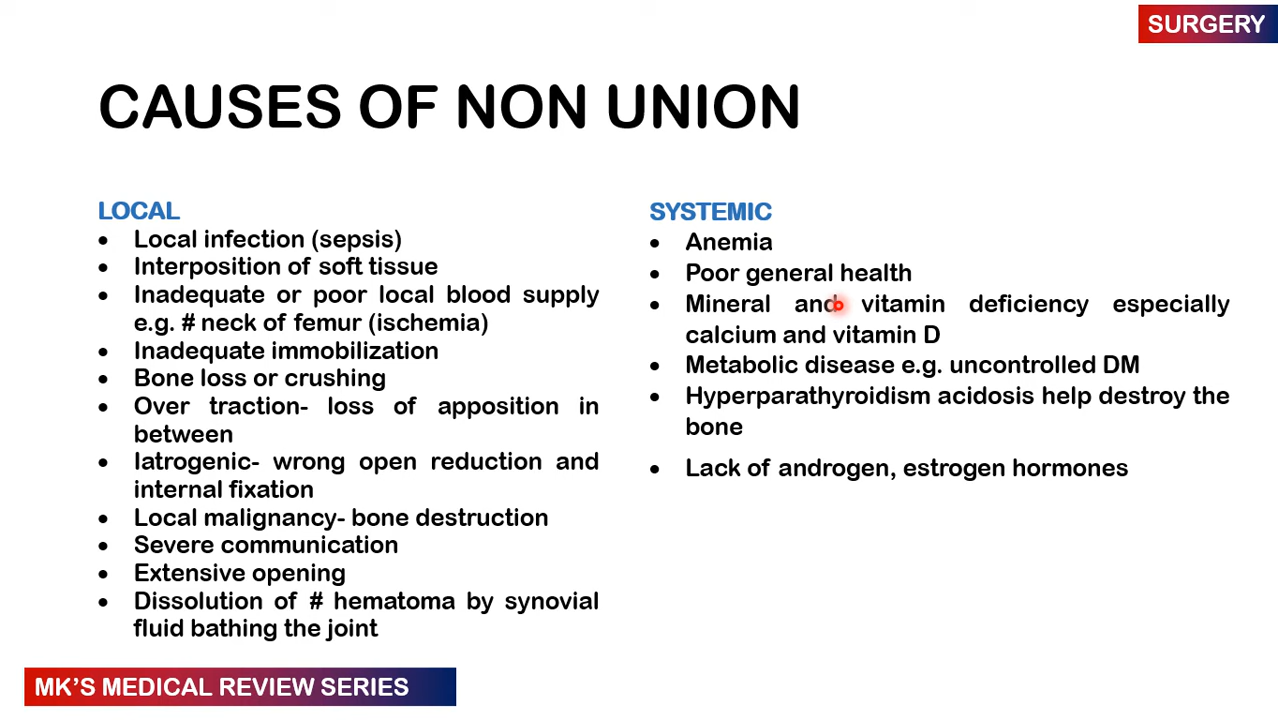 SURGERY
CAUSES OF NON UNION
LOCAL
• Local infection (sepsis)
• Interposition of soft tissue
• Inadequate or poor local blood supply
e.g. # neck of femur (ischemia)
• Inadequate immobilization
• Bone loss or crushing
• Over traction- loss of apposition in
between
• Iatrogenic- wrong open reduction and
internal fixation
• Local malignancy- bone destruction
• Severe communication
• Extensive opening
• Dissolution of # hematoma by synovial
fluid bathing the joint
SYSTEMIC
• Anemia
• Poor general health
• Mineral and vitamin deficiency especially
calcium and vitamin D
• Metabolic disease e.g. uncontrolled DM
• Hyperparathyroidism acidosis help destroy the
bone
• Lack of androgen, estrogen hormones
MK'S MEDICAL REVIEW SERIES